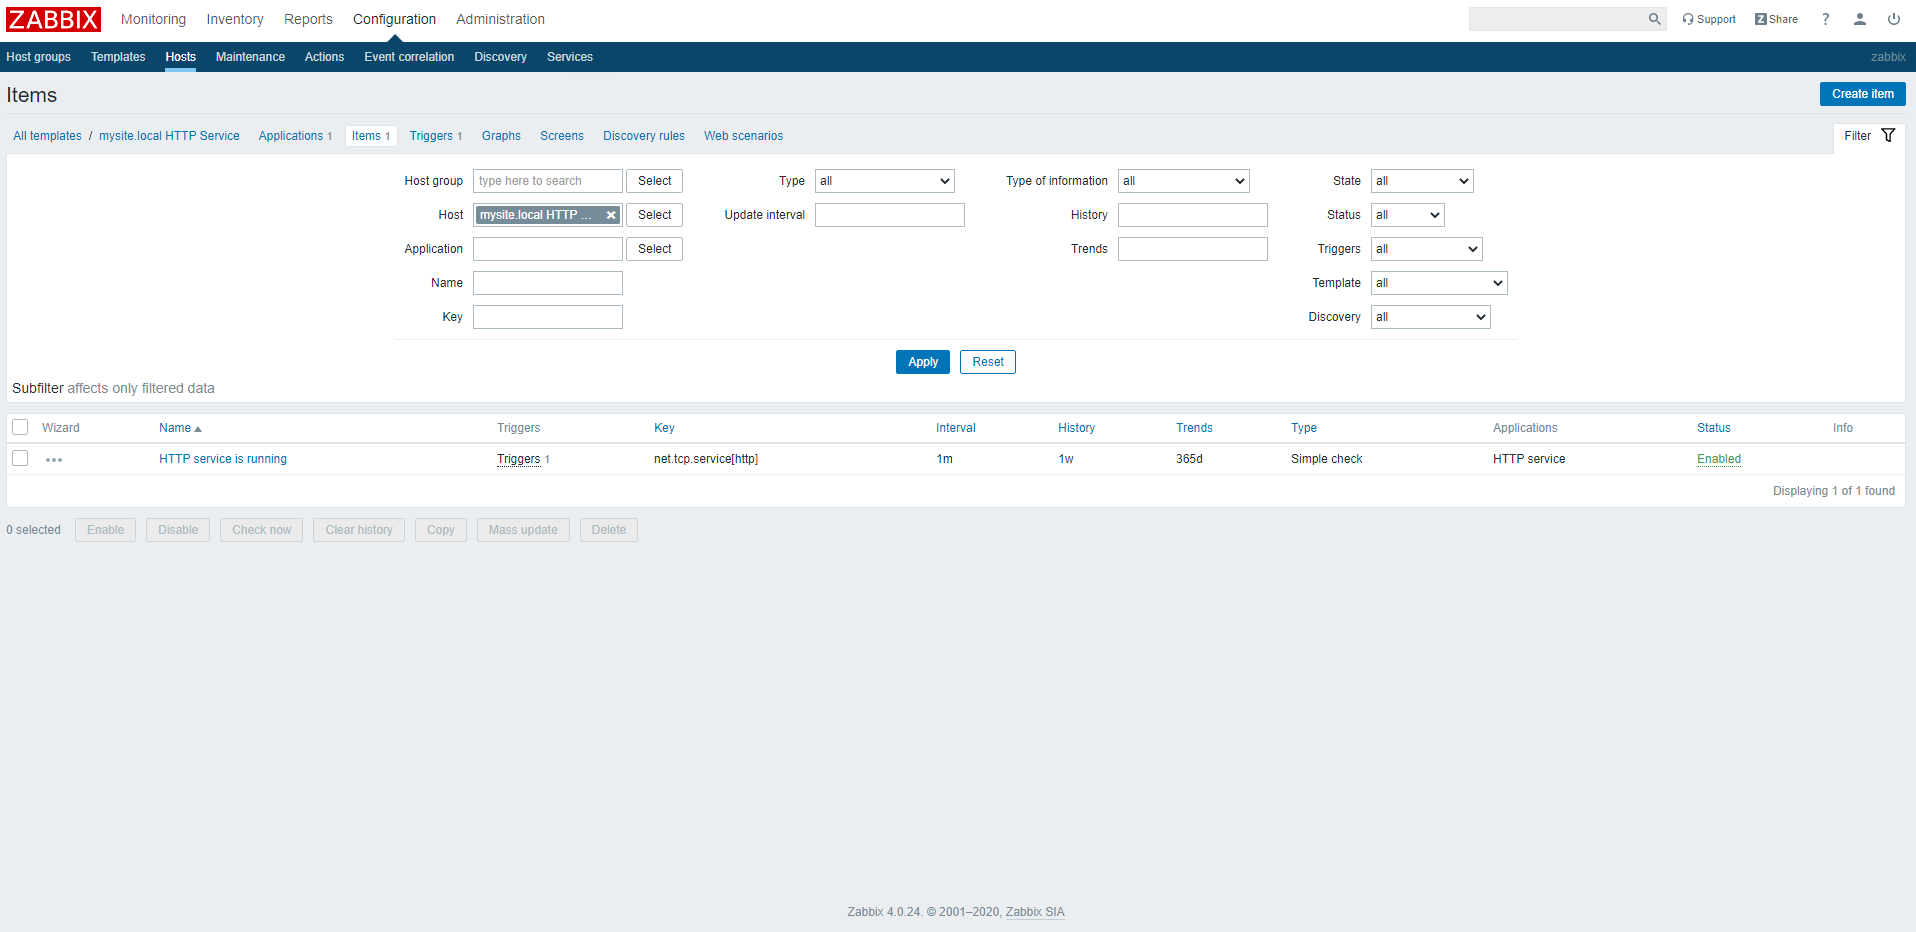 ZABBIX Monitoring Inventory Reports Configuration Administration Support Z Share ?
Host groups Templates Hosts Maintenance Actions Event correlation Discovery Services zabbix
Items Create item
All templates / mysite.local HTTP Service Applications 1 Items 1 Triggers 1 Graphs Screens Discovery rules Web scenarios Filter
Host group type here to search Select Type all Type of information all State all
Host mysite.local HTTP ... Select Update interval History Status all
Application Select Trends Triggers all
Name Template all
Key Discovery all
Apply Reset
Subfilter affects only filtered data
Wizard Name Triggers Key Interval History Trends Type Applications Status Info
HTTP service is running Triggers 1 net.tcp.service[http] 1m 1w 365d Simple check HTTP service Enabled
Displaying 1 of 1 found
0 selected Enable Disable Check now Clear history Copy Mass update Delete
Zabbix 4.0.24. © 2001–2020, Zabbix SIA